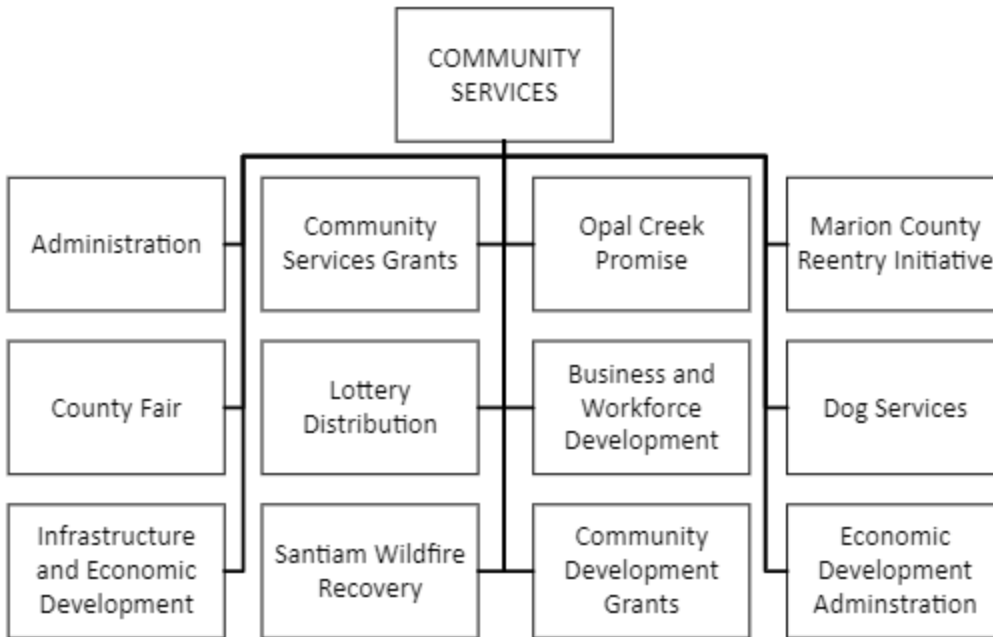 COMMUNITY
SERVICES
Administration
Community
Services Grants
Opal Creek
Promise
Marion County
Reentry Initiative
County Fair
Lottery
Distribution
Business and
Workforce
Development
Dog Services
Infrastructure
and Economic
Development
Santiam Wildfire
Recovery
Community
Development
Grants
Economic
Development
Adminstration